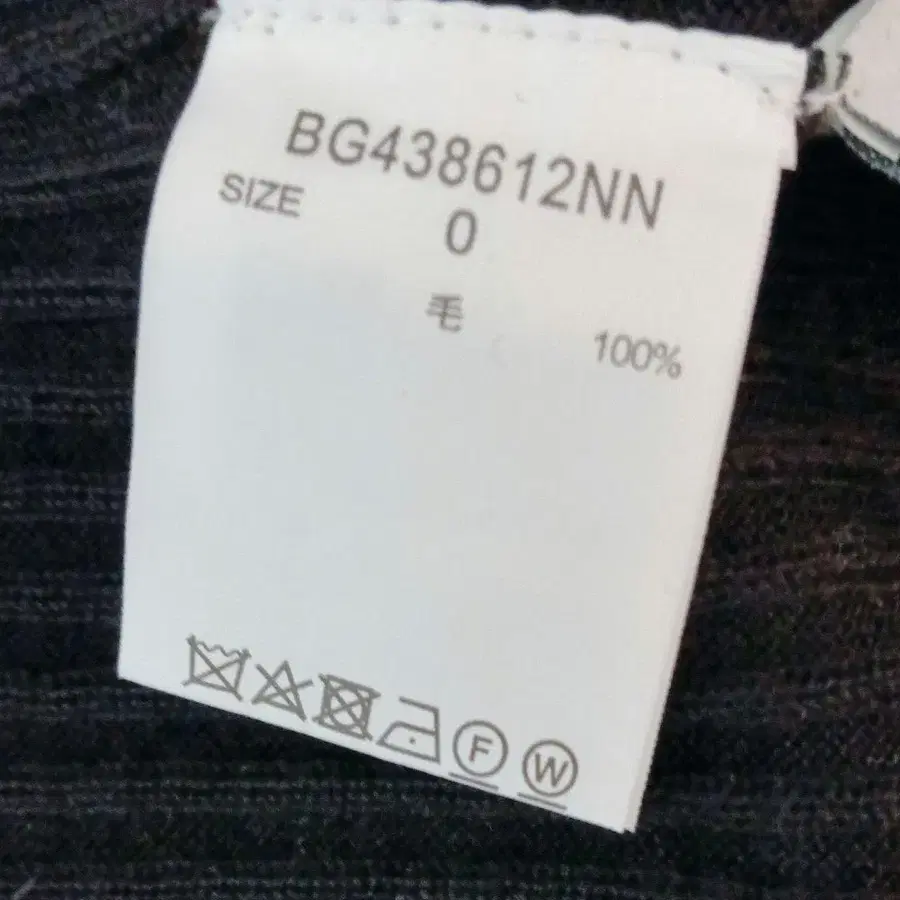 BG438612NN
SIZE
0
毛 100%
F W